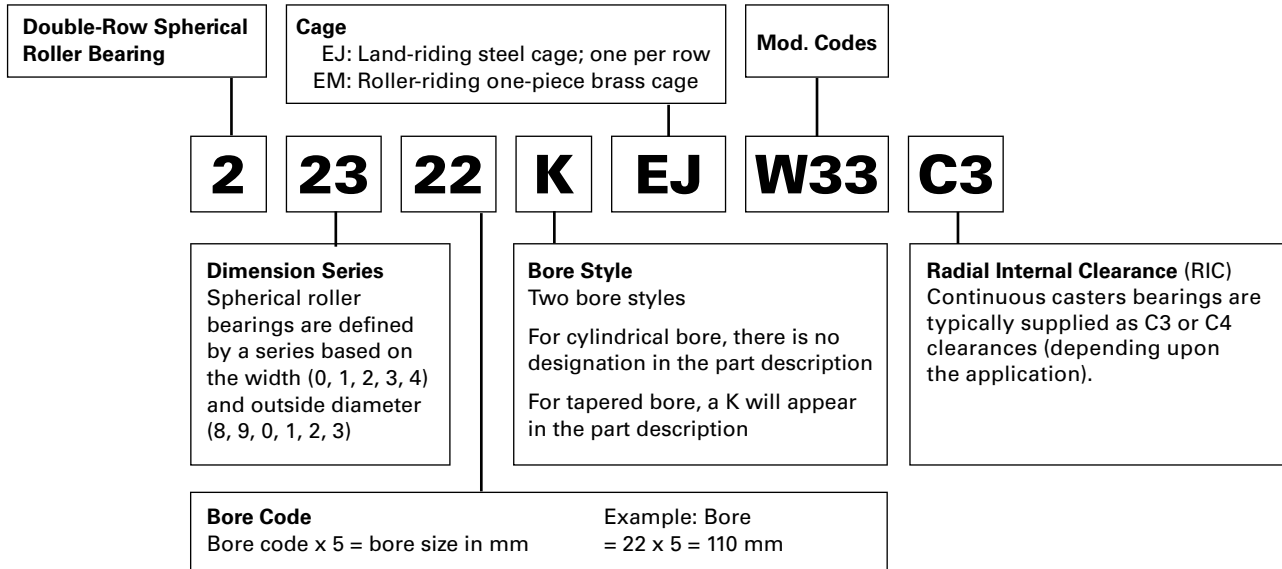 Double-Row Spherical
Roller Bearing
Cage
EJ: Land-riding steel cage; one per row
EM: Roller-riding one-piece brass cage
Mod. Codes
2 23 22 K EJ W33 C3
Dimension Series
Spherical roller
bearings are defined
by a series based on
the width (0, 1, 2, 3, 4)
and outside diameter
(8, 9, 0, 1, 2, 3)
Bore Style
Two bore styles
For cylindrical bore, there is no
designation in the part description
For tapered bore, a K will appear
in the part description
Radial Internal Clearance (RIC)
Continuous casters bearings are
typically supplied as C3 or C4
clearances (depending upon
the application).
Bore Code
Bore code x 5 = bore size in mm
Example: Bore
= 22 x 5 = 110 mm